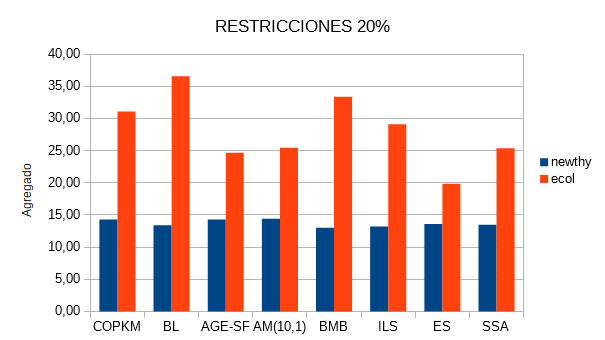 RESTRICCIONES 20%
40,00
35,00
30,00
25,00
20,00
15,00
10,00
5,00
0,00
Agregado
COPKM BL AGE-SF AM(10,1) BMB ILS ES SSA
newthy
ecol